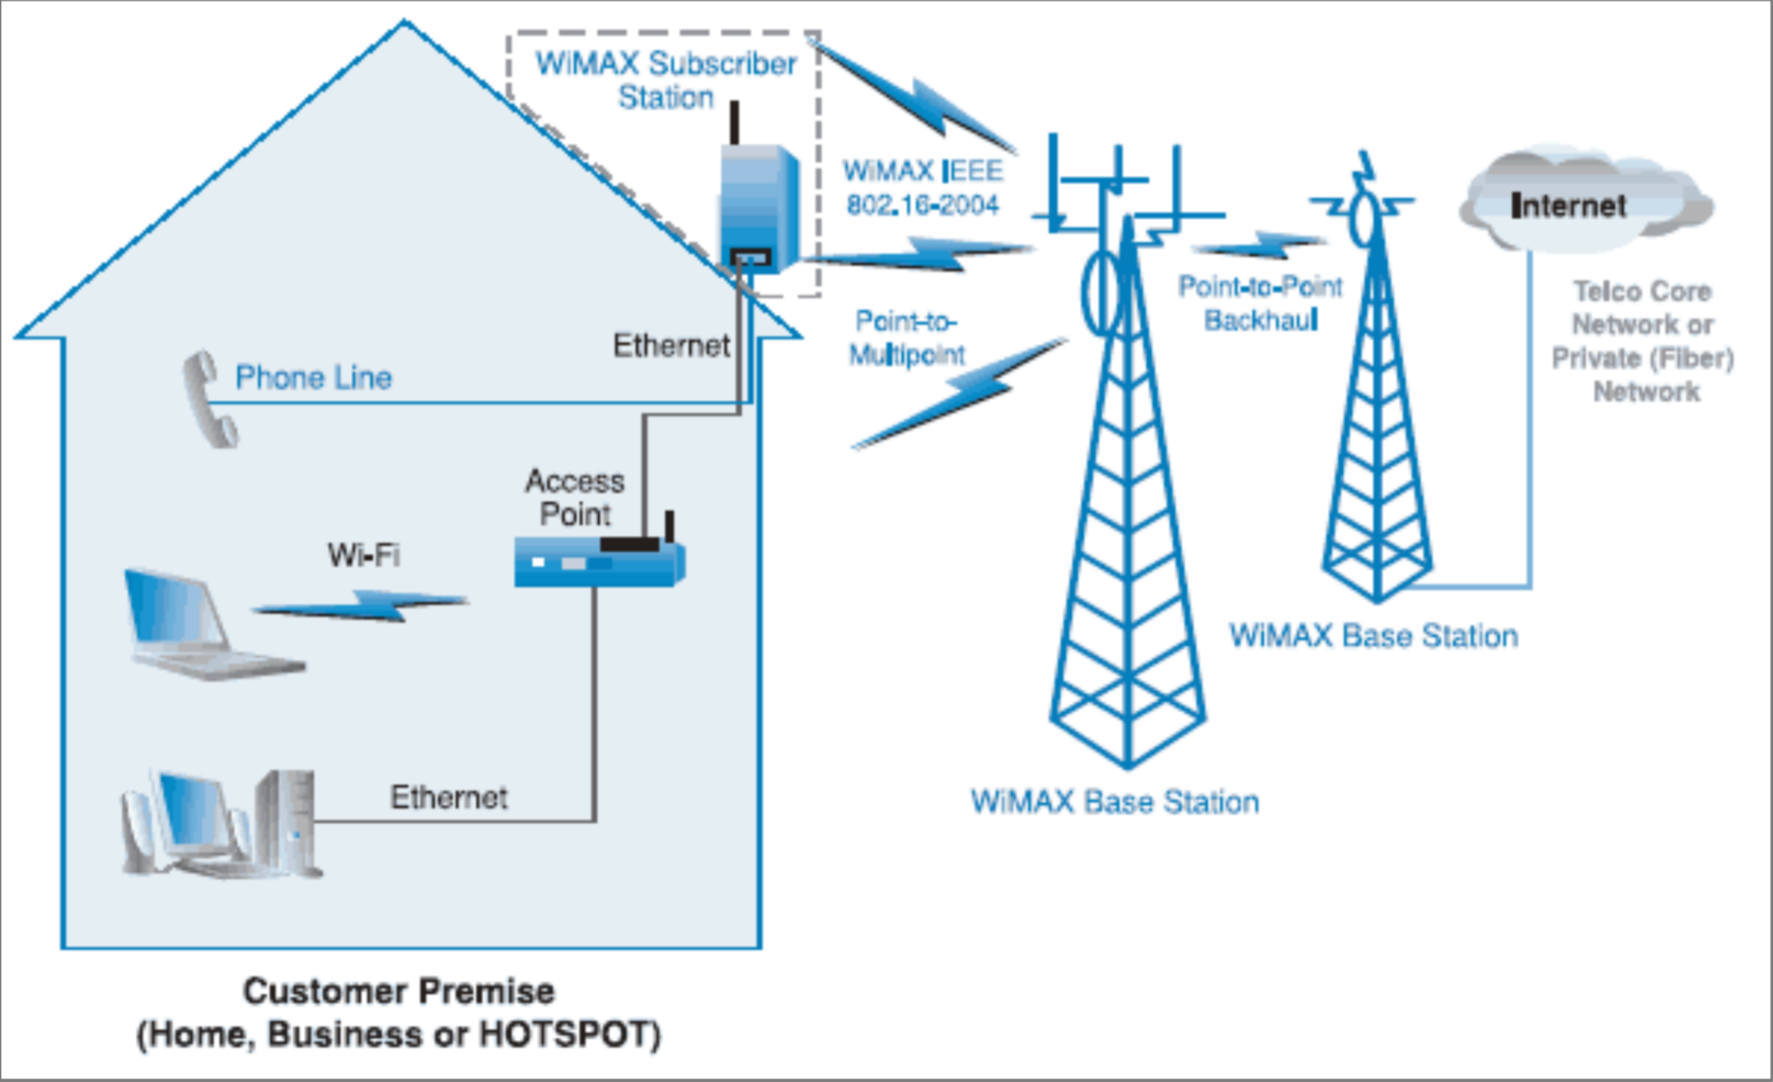 WiMAX Subscriber
Station
WiMAX IEEE
802.16-2004
Internet
Point-to-Point
Backhaul
Telco Core
Network or
Private (Fiber)
Network
Point-to-
Multipoint
Ethernet
Phone Line
Access
Point
Wi-Fi
WiMAX Base Station
Ethernet
WiMAX Base Station
Customer Premise
(Home, Business or HOTSPOT)